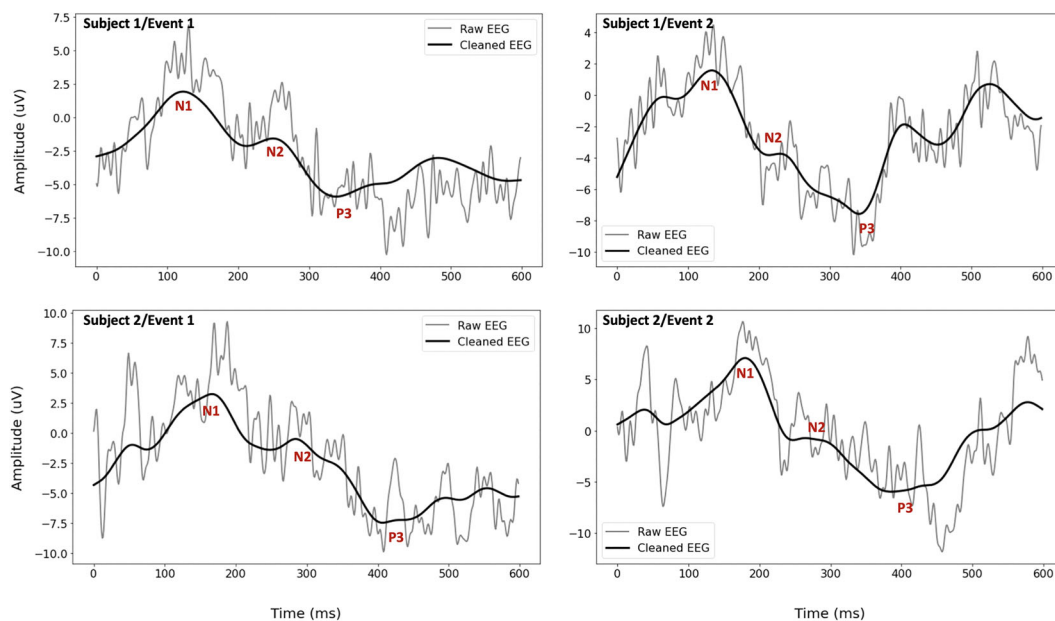 Subject 1/Event 1
Raw EEG
Cleaned EEG
N1
N2
P3
7.5
5.0
2.5
0.0
−2.5
−5.0
−7.5
−10.0
0
100
200
300
400
500
600
Amplitude (uV)
Subject 1/Event 2
N1
N2
P3
Raw EEG
Cleaned EEG
4
2
0
−2
−4
−6
−8
−10
0
100
200
300
400
500
600
Subject 2/Event 1
Raw EEG
Cleaned EEG
N1
N2
P3
10.0
7.5
5.0
2.5
0.0
−2.5
−5.0
−7.5
−10.0
0
100
200
300
400
500
600
Amplitude (uV)
Time (ms)
Subject 2/Event 2
N1
N2
P3
Raw EEG
Cleaned EEG
10
5
0
−5
−10
0
100
200
300
400
500
600
Time (ms)